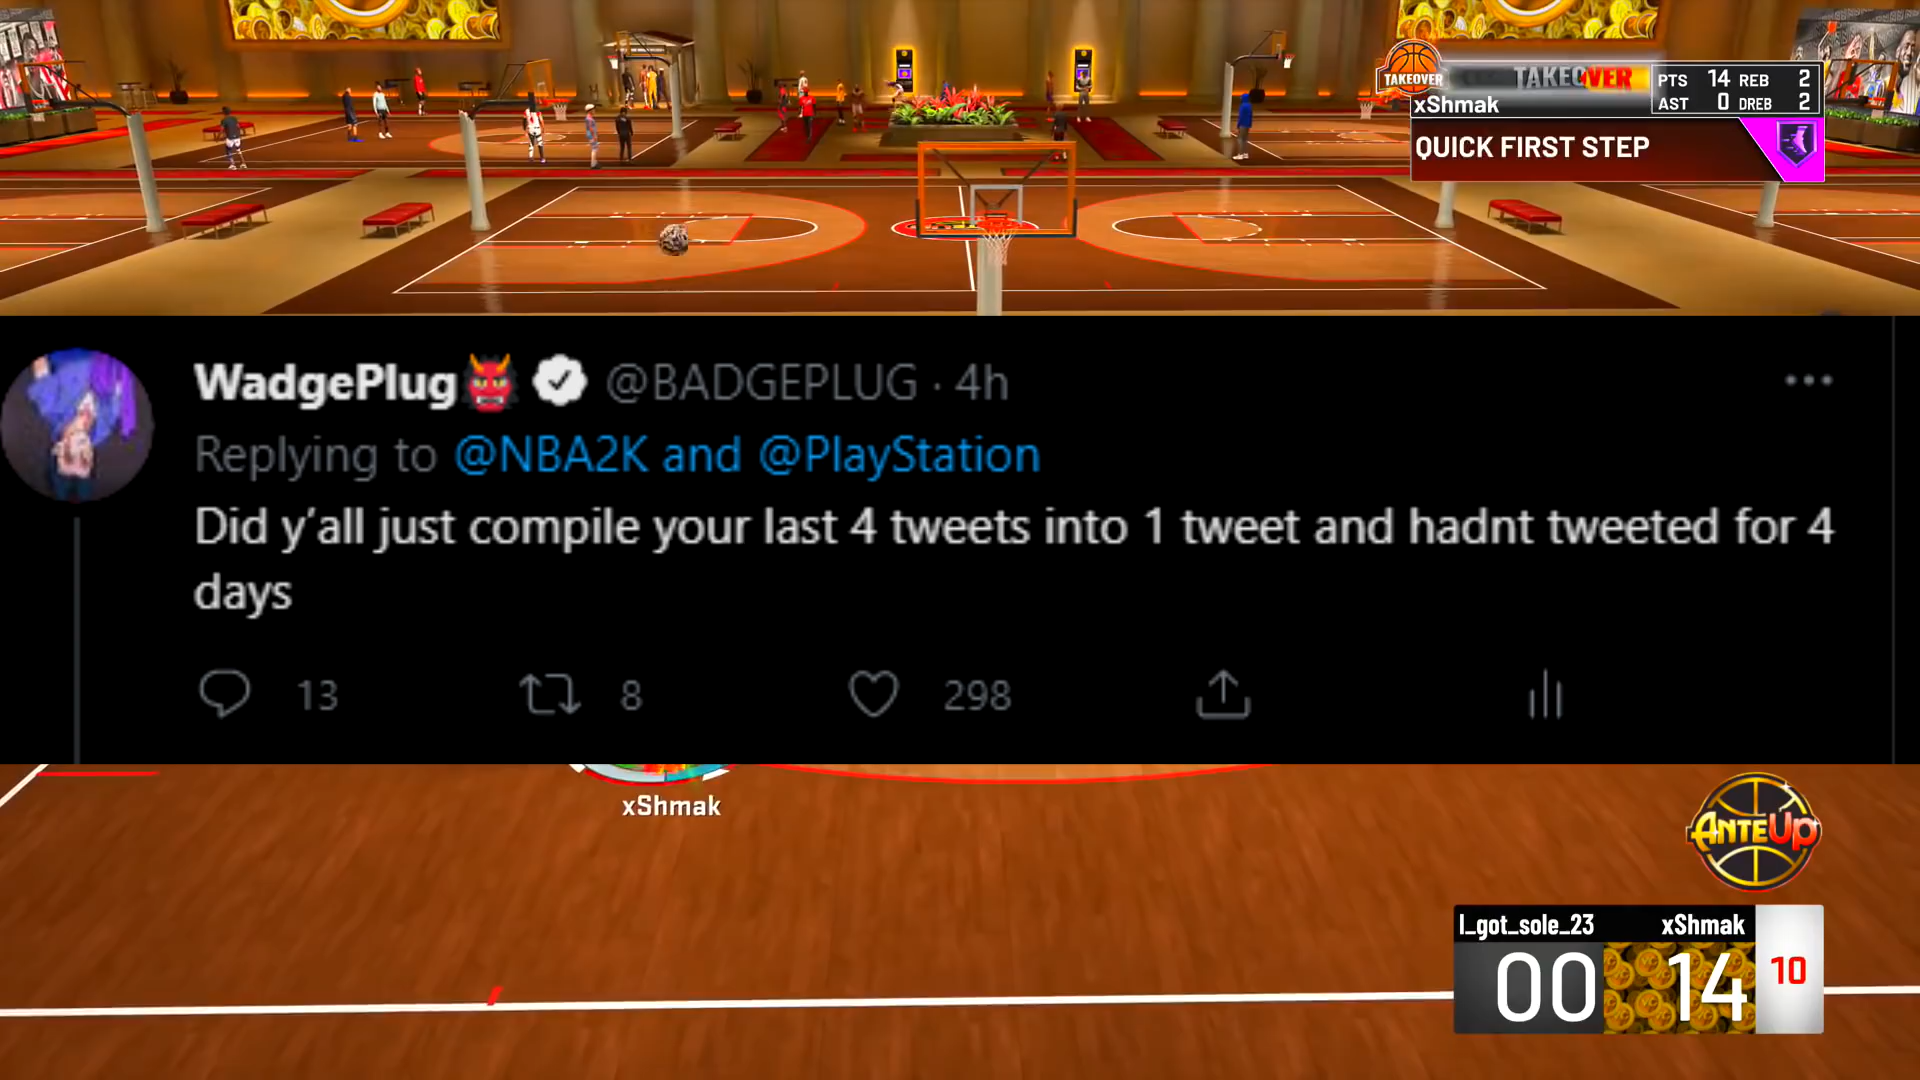 TAKEOVER
TAKEOVER
PTS 14 REB 2
xShmak
AST 0 DREB 2
QUICK FIRST STEP
WadgePlug👹 @BADGEPLUG · 4h
Replying to @NBA2K and @PlayStation
Did y'all just compile your last 4 tweets into 1 tweet and hadnt tweeted for 4
days
13 8 298
xShmak
ANTE UP
I_got_sole_23 xShmak
00 14 10